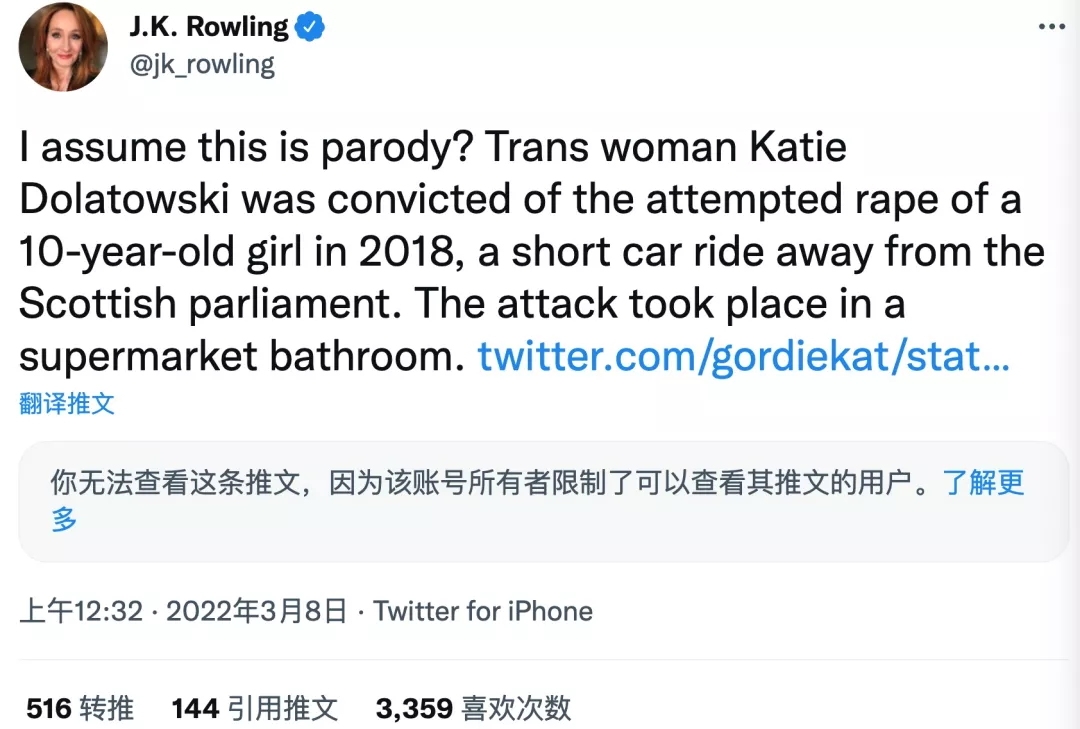 J.K. Rowling
@jk_rowling
I assume this is parody? Trans woman Katie
Dolatowski was convicted of the attempted rape of a
10-year-old girl in 2018, a short car ride away from the
Scottish parliament. The attack took place in a
supermarket bathroom. twitter.com/gordiekat/stat…
翻译推文
你无法查看这条推文，因为该账号所有者限制了可以查看其推文的用户。了解更
多
上午12:32 · 2022年3月8日 · Twitter for iPhone
516 转推 144 引用推文 3,359 喜欢次数